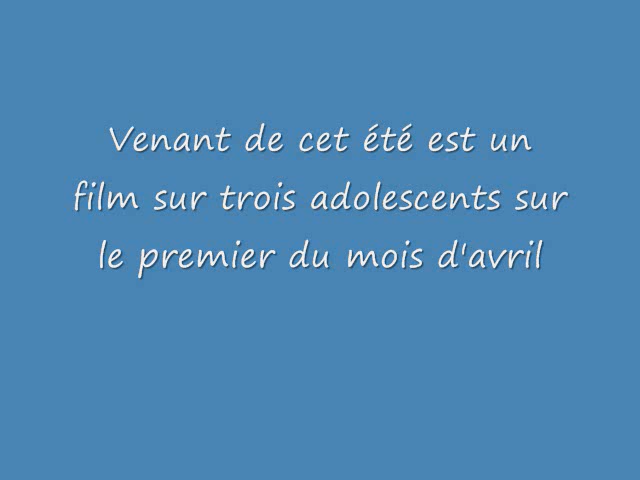 Venant de cet été est un
film sur trois adolescents sur
le premier du mois d'avril